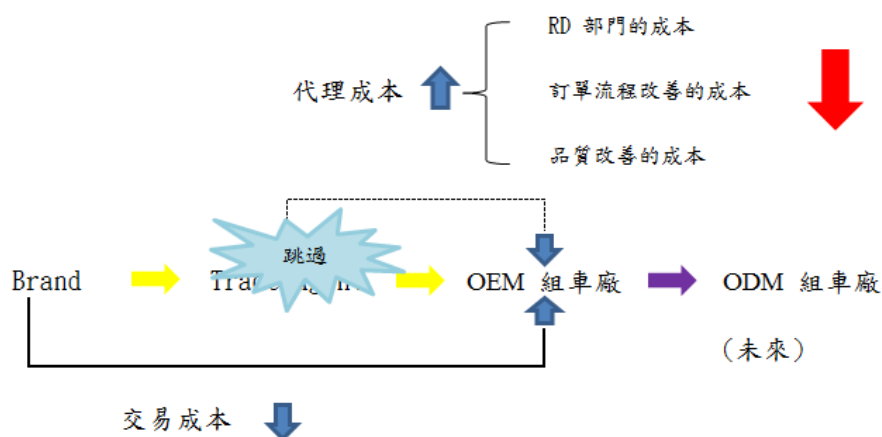 RD 部門的成本
代理成本
訂單流程改善的成本
品質改善的成本
跳過
Brand
OEM 組車廠
ODM 組車廠
(未來)
交易成本